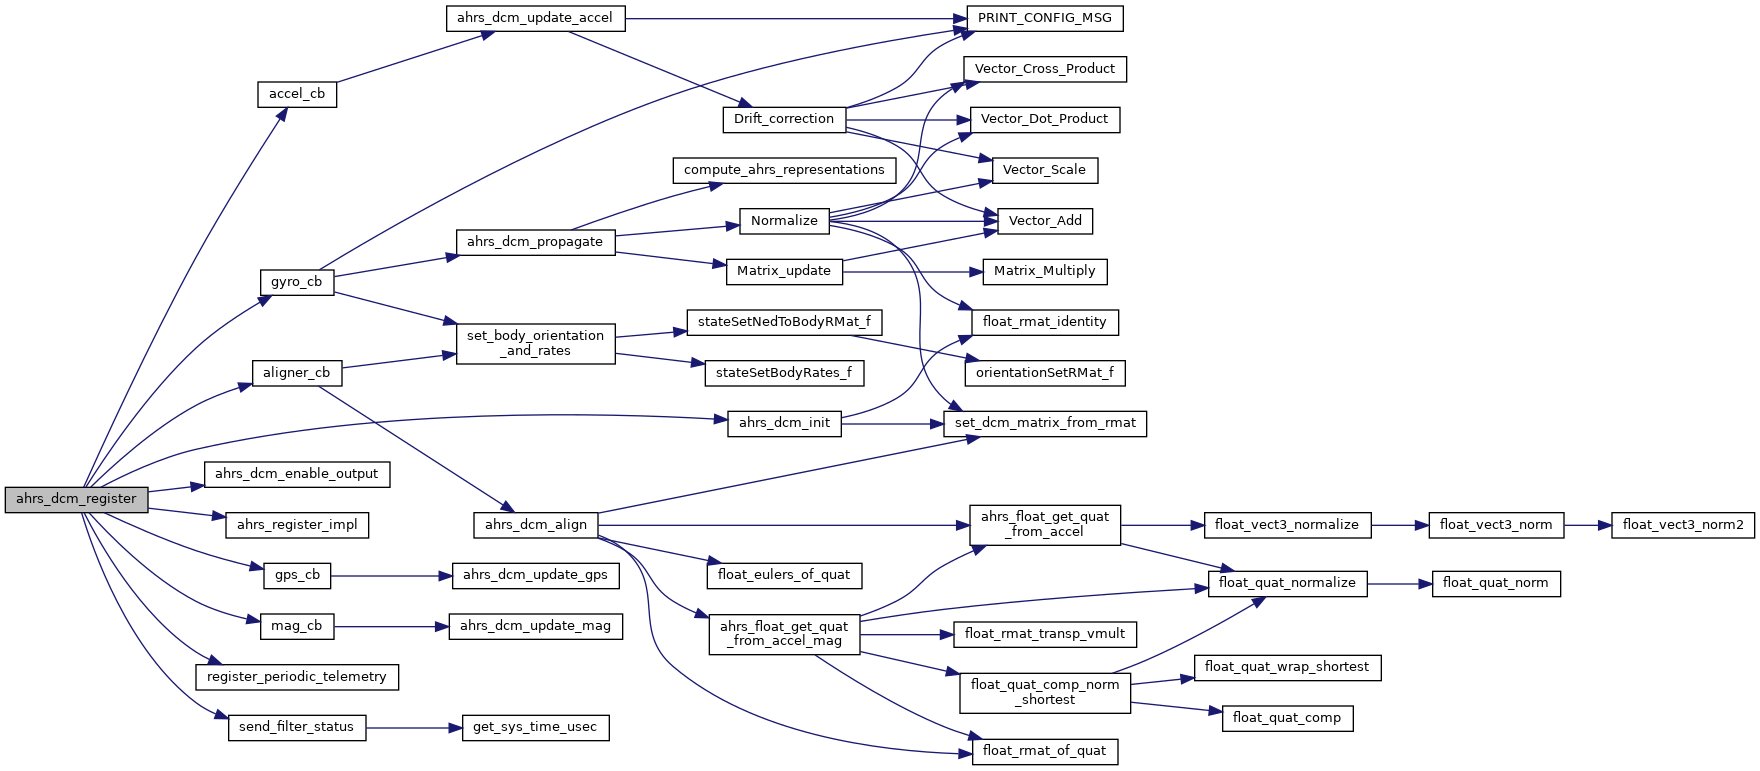 ahrs_dcm_update_accel
PRINT_CONFIG_MSG
Vector_Cross_Product
accel_cb
Drift_correction
Vector_Dot_Product
compute_ahrs_representations
Vector_Scale
Normalize
Vector_Add
ahrs_dcm_propagate
gyro_cb
Matrix_update
Matrix_Multiply
stateSetNedToBodyRMat_f
float_rmat_identity
set_body_orientation
_and_rates
aligner_cb
stateSetBodyRates_f
orientationSetRMat_f
ahrs_dcm_init
set_dcm_matrix_from_rmat
ahrs_dcm_enable_output
ahrs_dcm_register
ahrs_register_impl
ahrs_dcm_align
ahrs_float_get_quat
_from_accel
float_vect3_normalize
float_vect3_norm
float_vect3_norm2
gps_cb
ahrs_dcm_update_gps
float_eulers_of_quat
float_quat_normalize
float_quat_norm
mag_cb
ahrs_dcm_update_mag
ahrs_float_get_quat
_from_accel_mag
float_rmat_transp_vmult
register_periodic_telemetry
float_quat_comp_norm
_shortest
float_quat_wrap_shortest
send_filter_status
get_sys_time_usec
float_quat_comp
float_rmat_of_quat